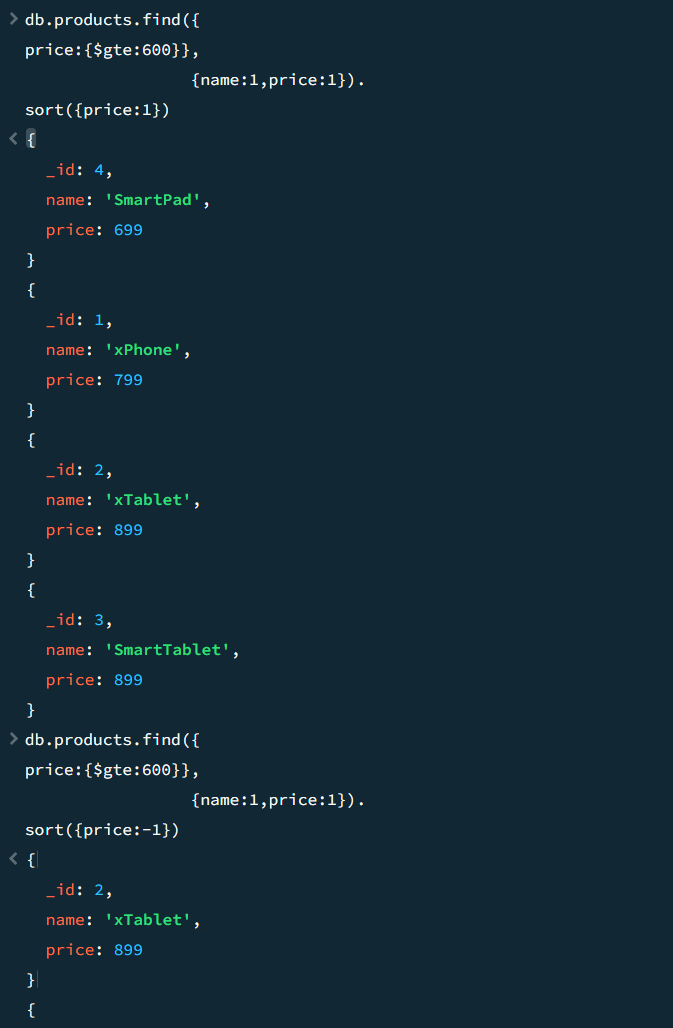 db.products.find({
price:{$gte:600}},
{name:1,price:1}).
sort({price:1})
{
_id: 4,
name: 'SmartPad',
price: 699
}
{
_id: 1,
name: 'xPhone',
price: 799
}
{
_id: 2,
name: 'xTablet',
price: 899
}
{
_id: 3,
name: 'SmartTablet',
price: 899
}
db.products.find({
price:{$gte:600}},
{name:1,price:1}).
sort({price:-1})
{
_id: 2,
name: 'xTablet',
price: 899
}
{